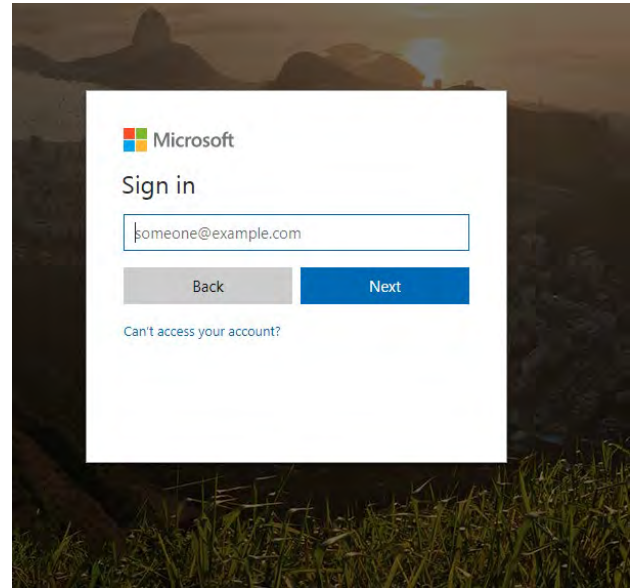 Microsoft
Sign in
someone@example.com
Back Next
Can't access your account?